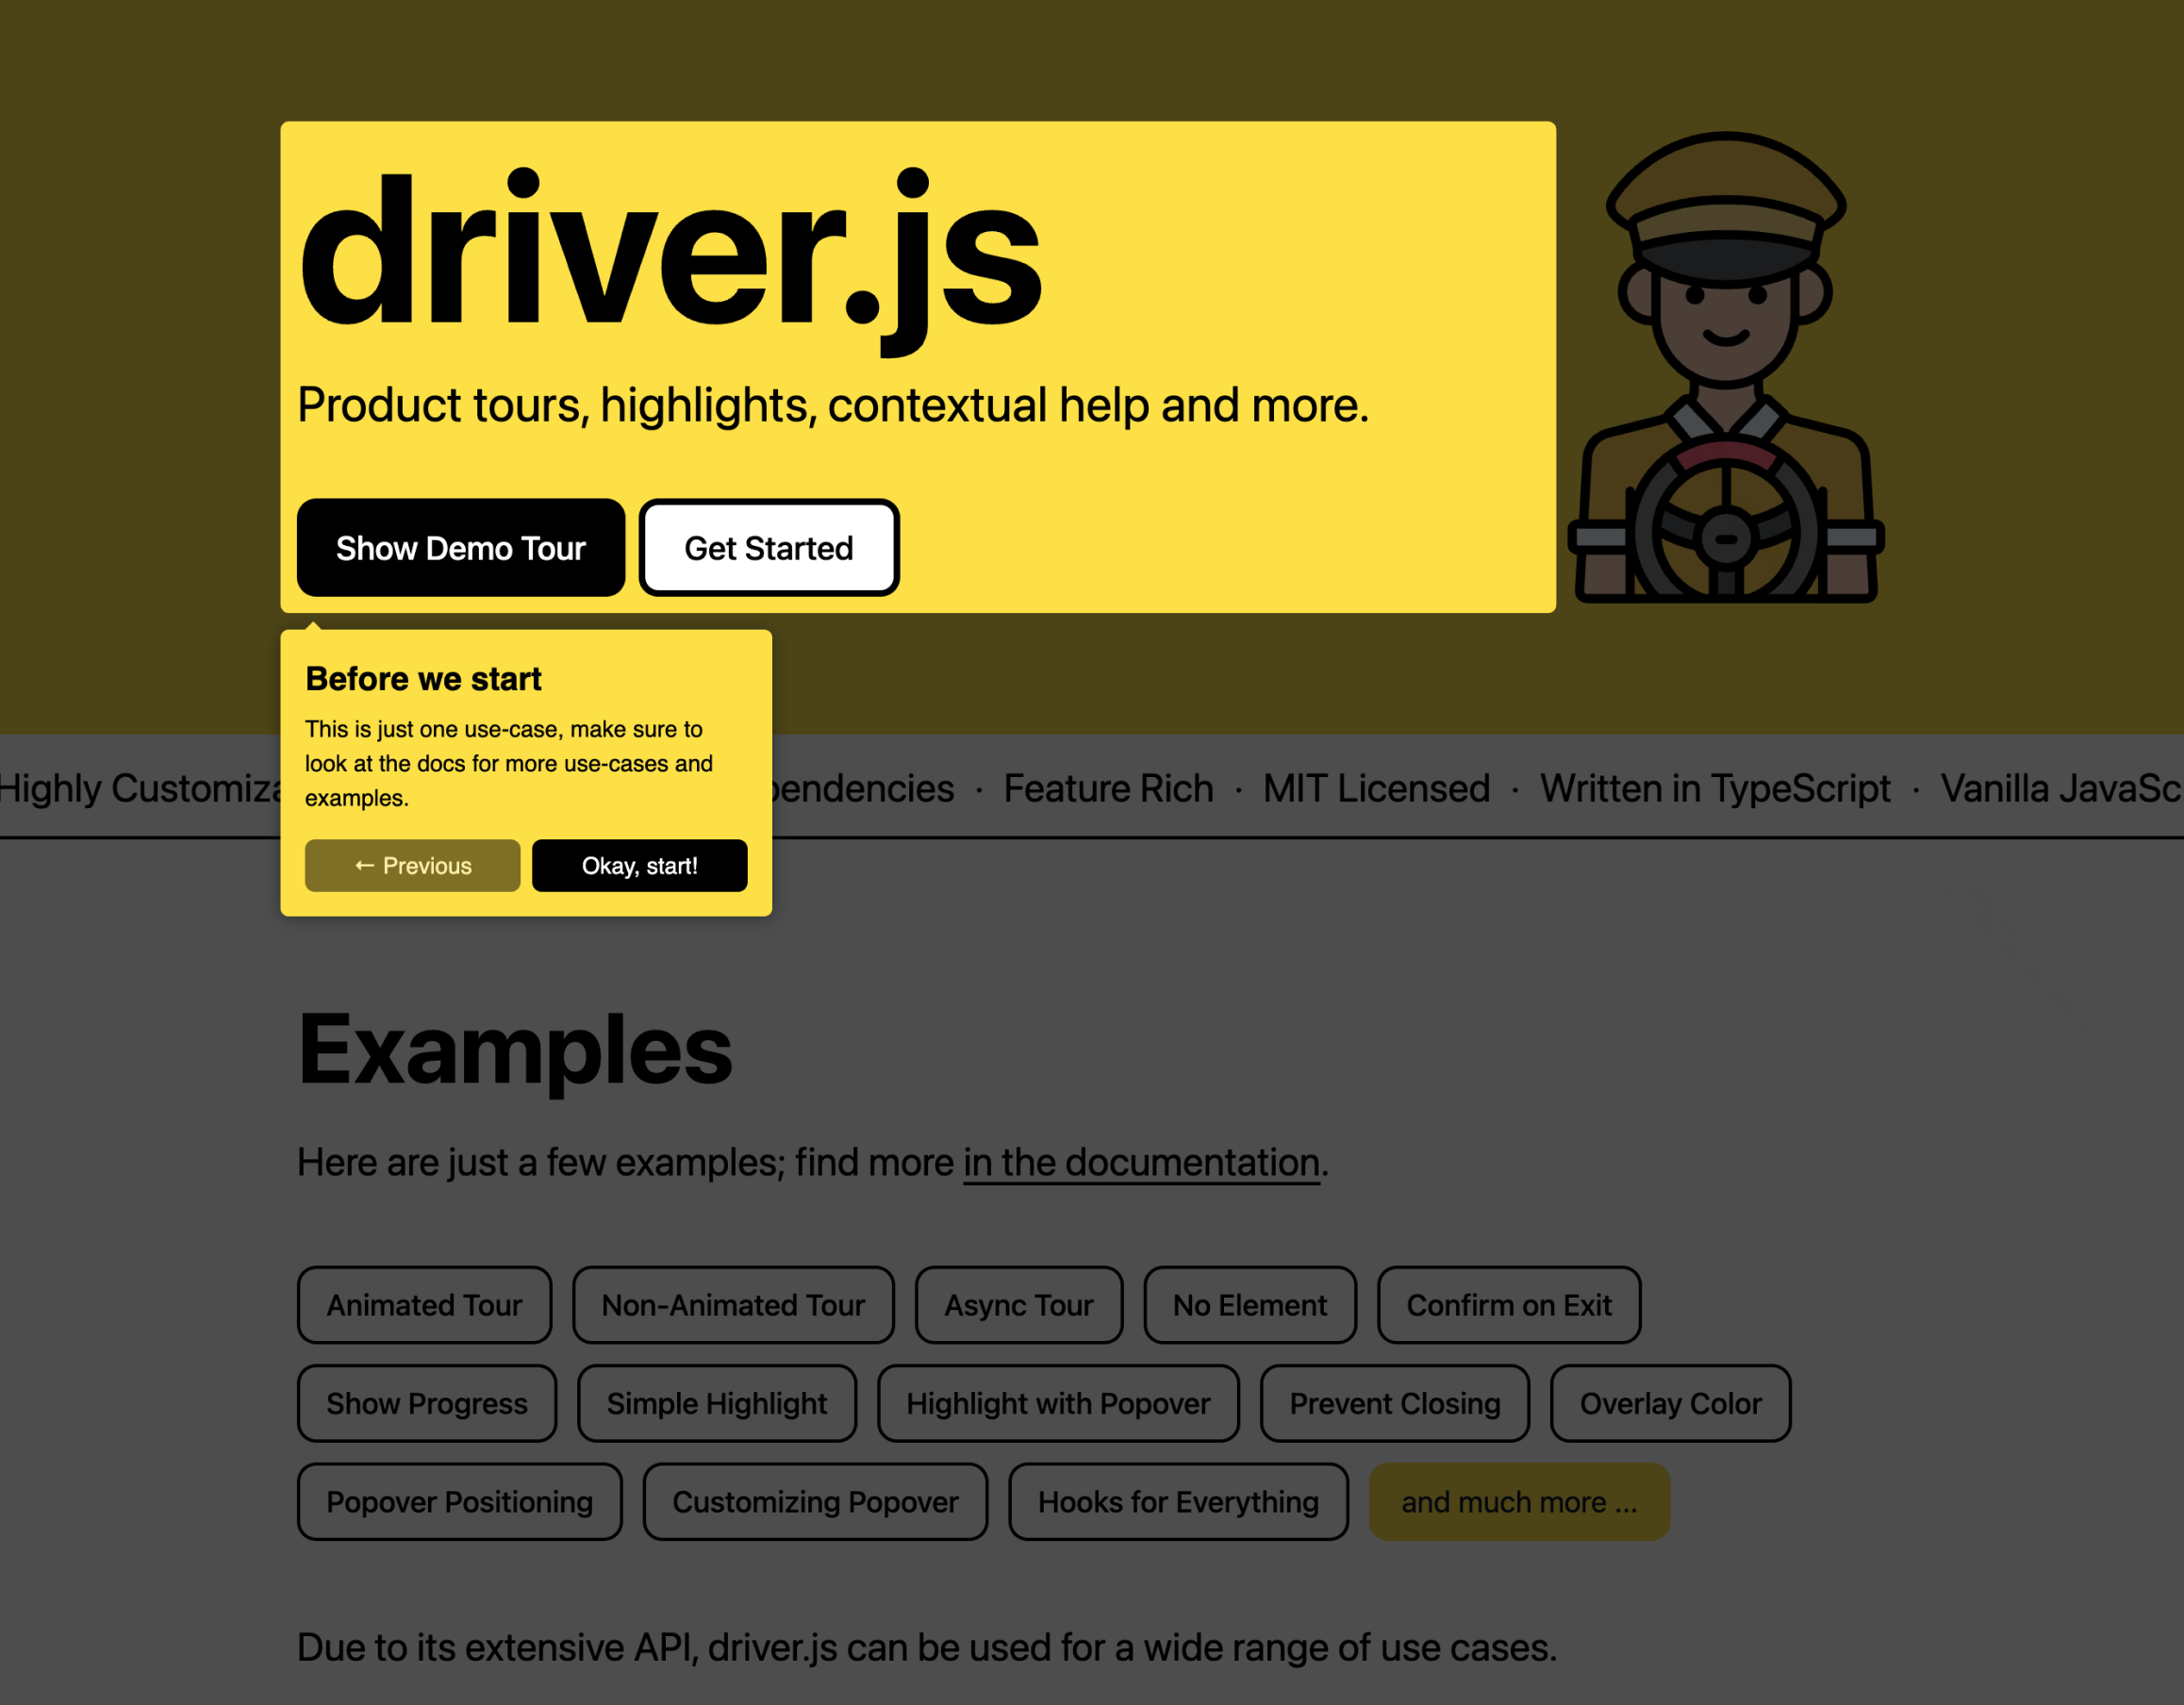 driver.js
Product tours, highlights, contextual help and more.
Show Demo Tour
Get Started
Before we start
This is just one use-case, make sure to
look at the docs for more use-cases and
examples.
← Previous
Okay, start!
Highly · Feature Rich · MIT Licensed · Written in TypeScript · Vanilla
Examples
Here are just a few examples; find more in the documentation.
Animated Tour
Non-Animated Tour
Async Tour
No Element
Confirm on Exit
Show Progress
Simple Highlight
Highlight with Popover
Prevent Closing
Overlay Color
Popover Positioning
Customizing Popover
Hooks for Everything
and much more ...
Due to its extensive API, driver.js can be used for a wide range of use cases.